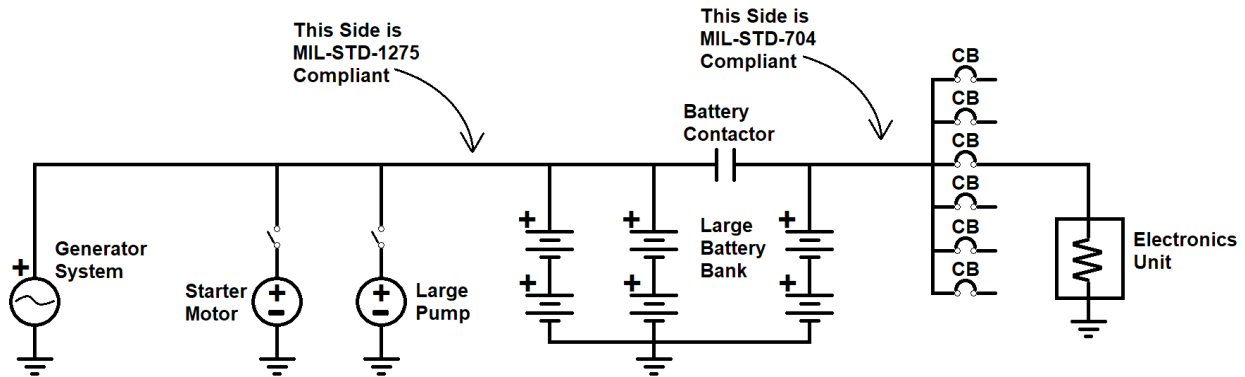 This Side is
MIL-STD-1275
Compliant
This Side is
MIL-STD-704
Compliant
Battery
Contactor
CB
CB
CB
CB
CB
CB
Generator
System
+
Starter
Motor
+
-
+
-
Large
Pump
+
+
+
+
Large
Battery
Bank
+
+
Electronics
Unit